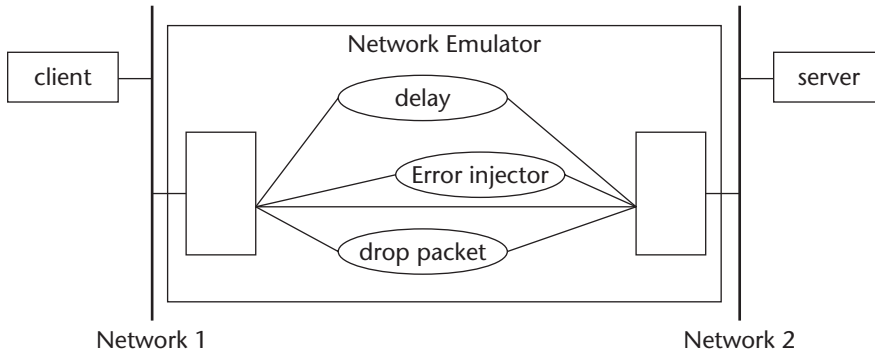 Network Emulator
client
server
delay
Error injector
drop packet
Network 1
Network 2